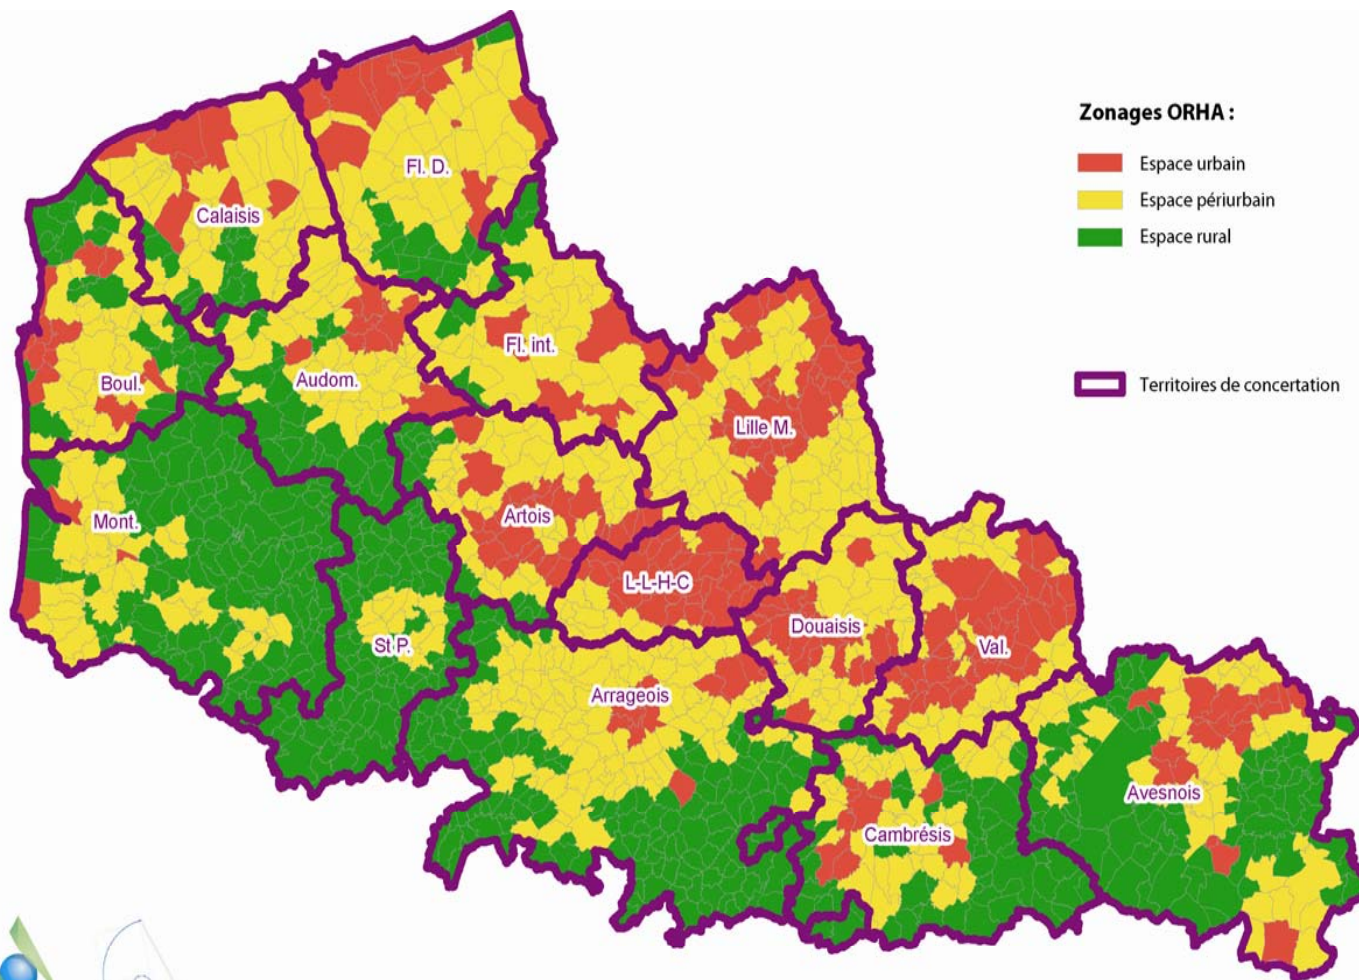 Zonages ORHA :
Espace urbain
Espace périurbain
Espace rural
Territoires de concertation
Fl. D.
Calaisis
Fl. int.
Boul.
Audom.
Lille M.
Mont.
Artois
L-L-H-C
St P.
Douaisis
Val.
Arrageois
Avesnois
Cambrésis